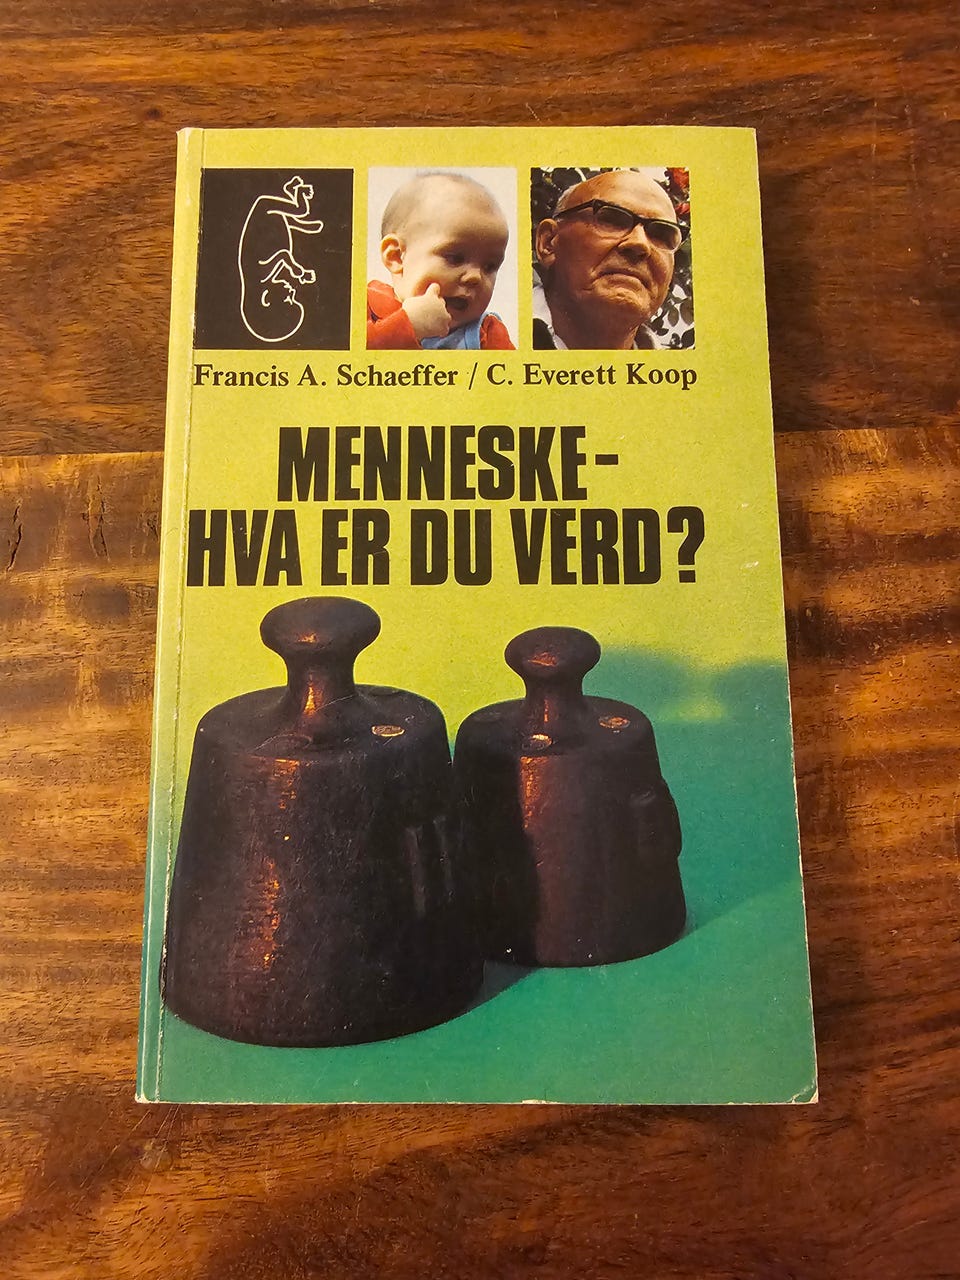 Francis A. Schaeffer / C. Everett Koop
MENNESKE-
HVA ER DU VERD?